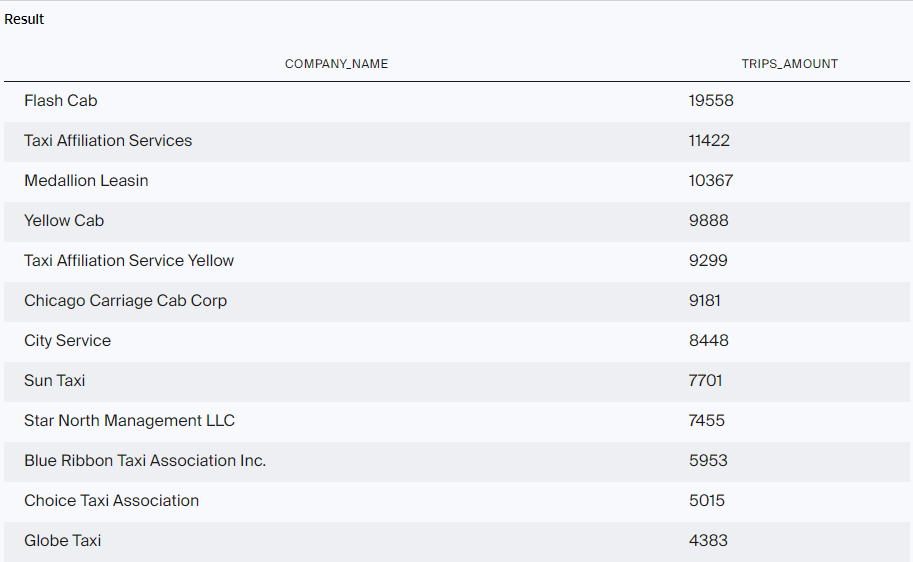 Result
COMPANY_NAME TRIPS_AMOUNT
Flash Cab 19558
Taxi Affiliation Services 11422
Medallion Leasin 10367
Yellow Cab 9888
Taxi Affiliation Service Yellow 9299
Chicago Carriage Cab Corp 9181
City Service 8448
Sun Taxi 7701
Star North Management LLC 7455
Blue Ribbon Taxi Association Inc. 5953
Choice Taxi Association 5015
Globe Taxi 4383